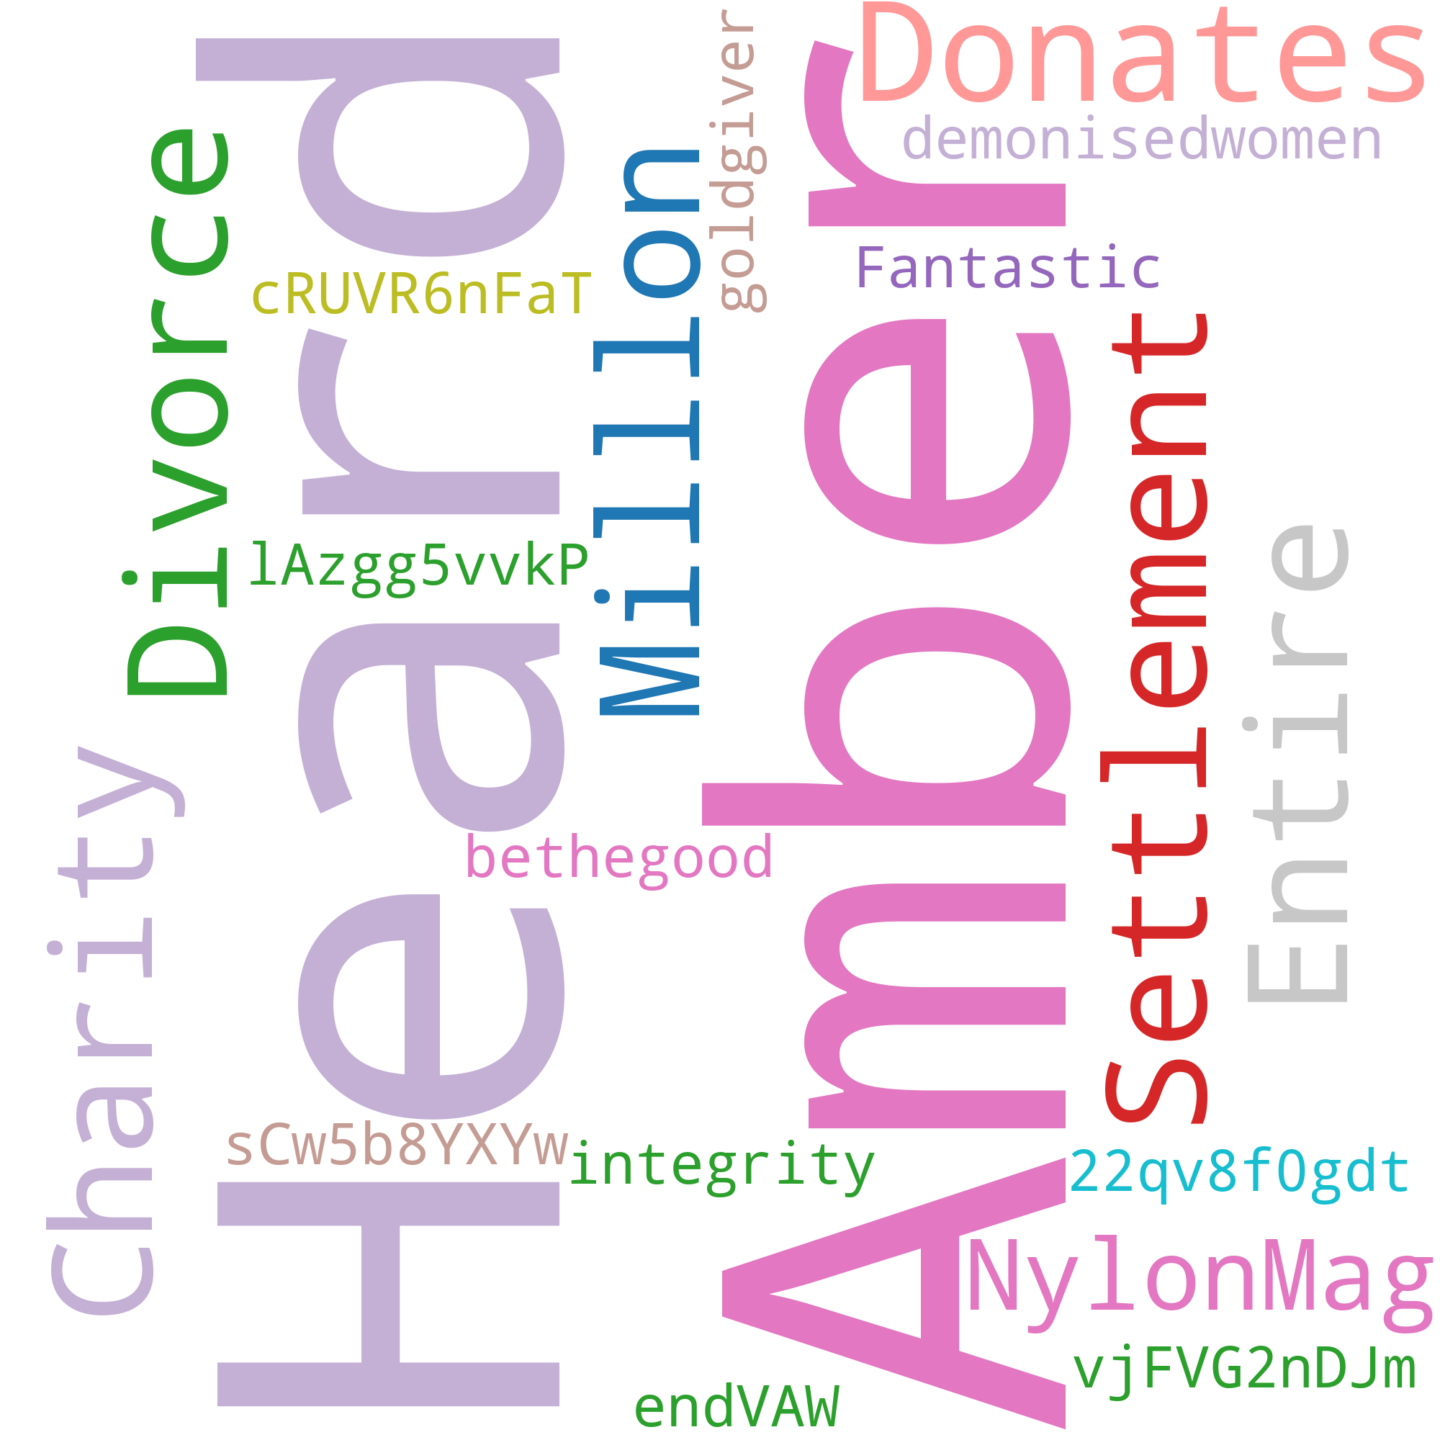 Donates
demonisedwomen
goldgiver
Heard
Amber
Divorce
Million
Fantastic
cRUVR6nFaT
Settlement
Entire
lAzgg5vvkP
Charity
bethegood
sCw5b8YXYw
integrity
22qv8f0gdt
NylonMag
vjFVG2nDJm
endVAW